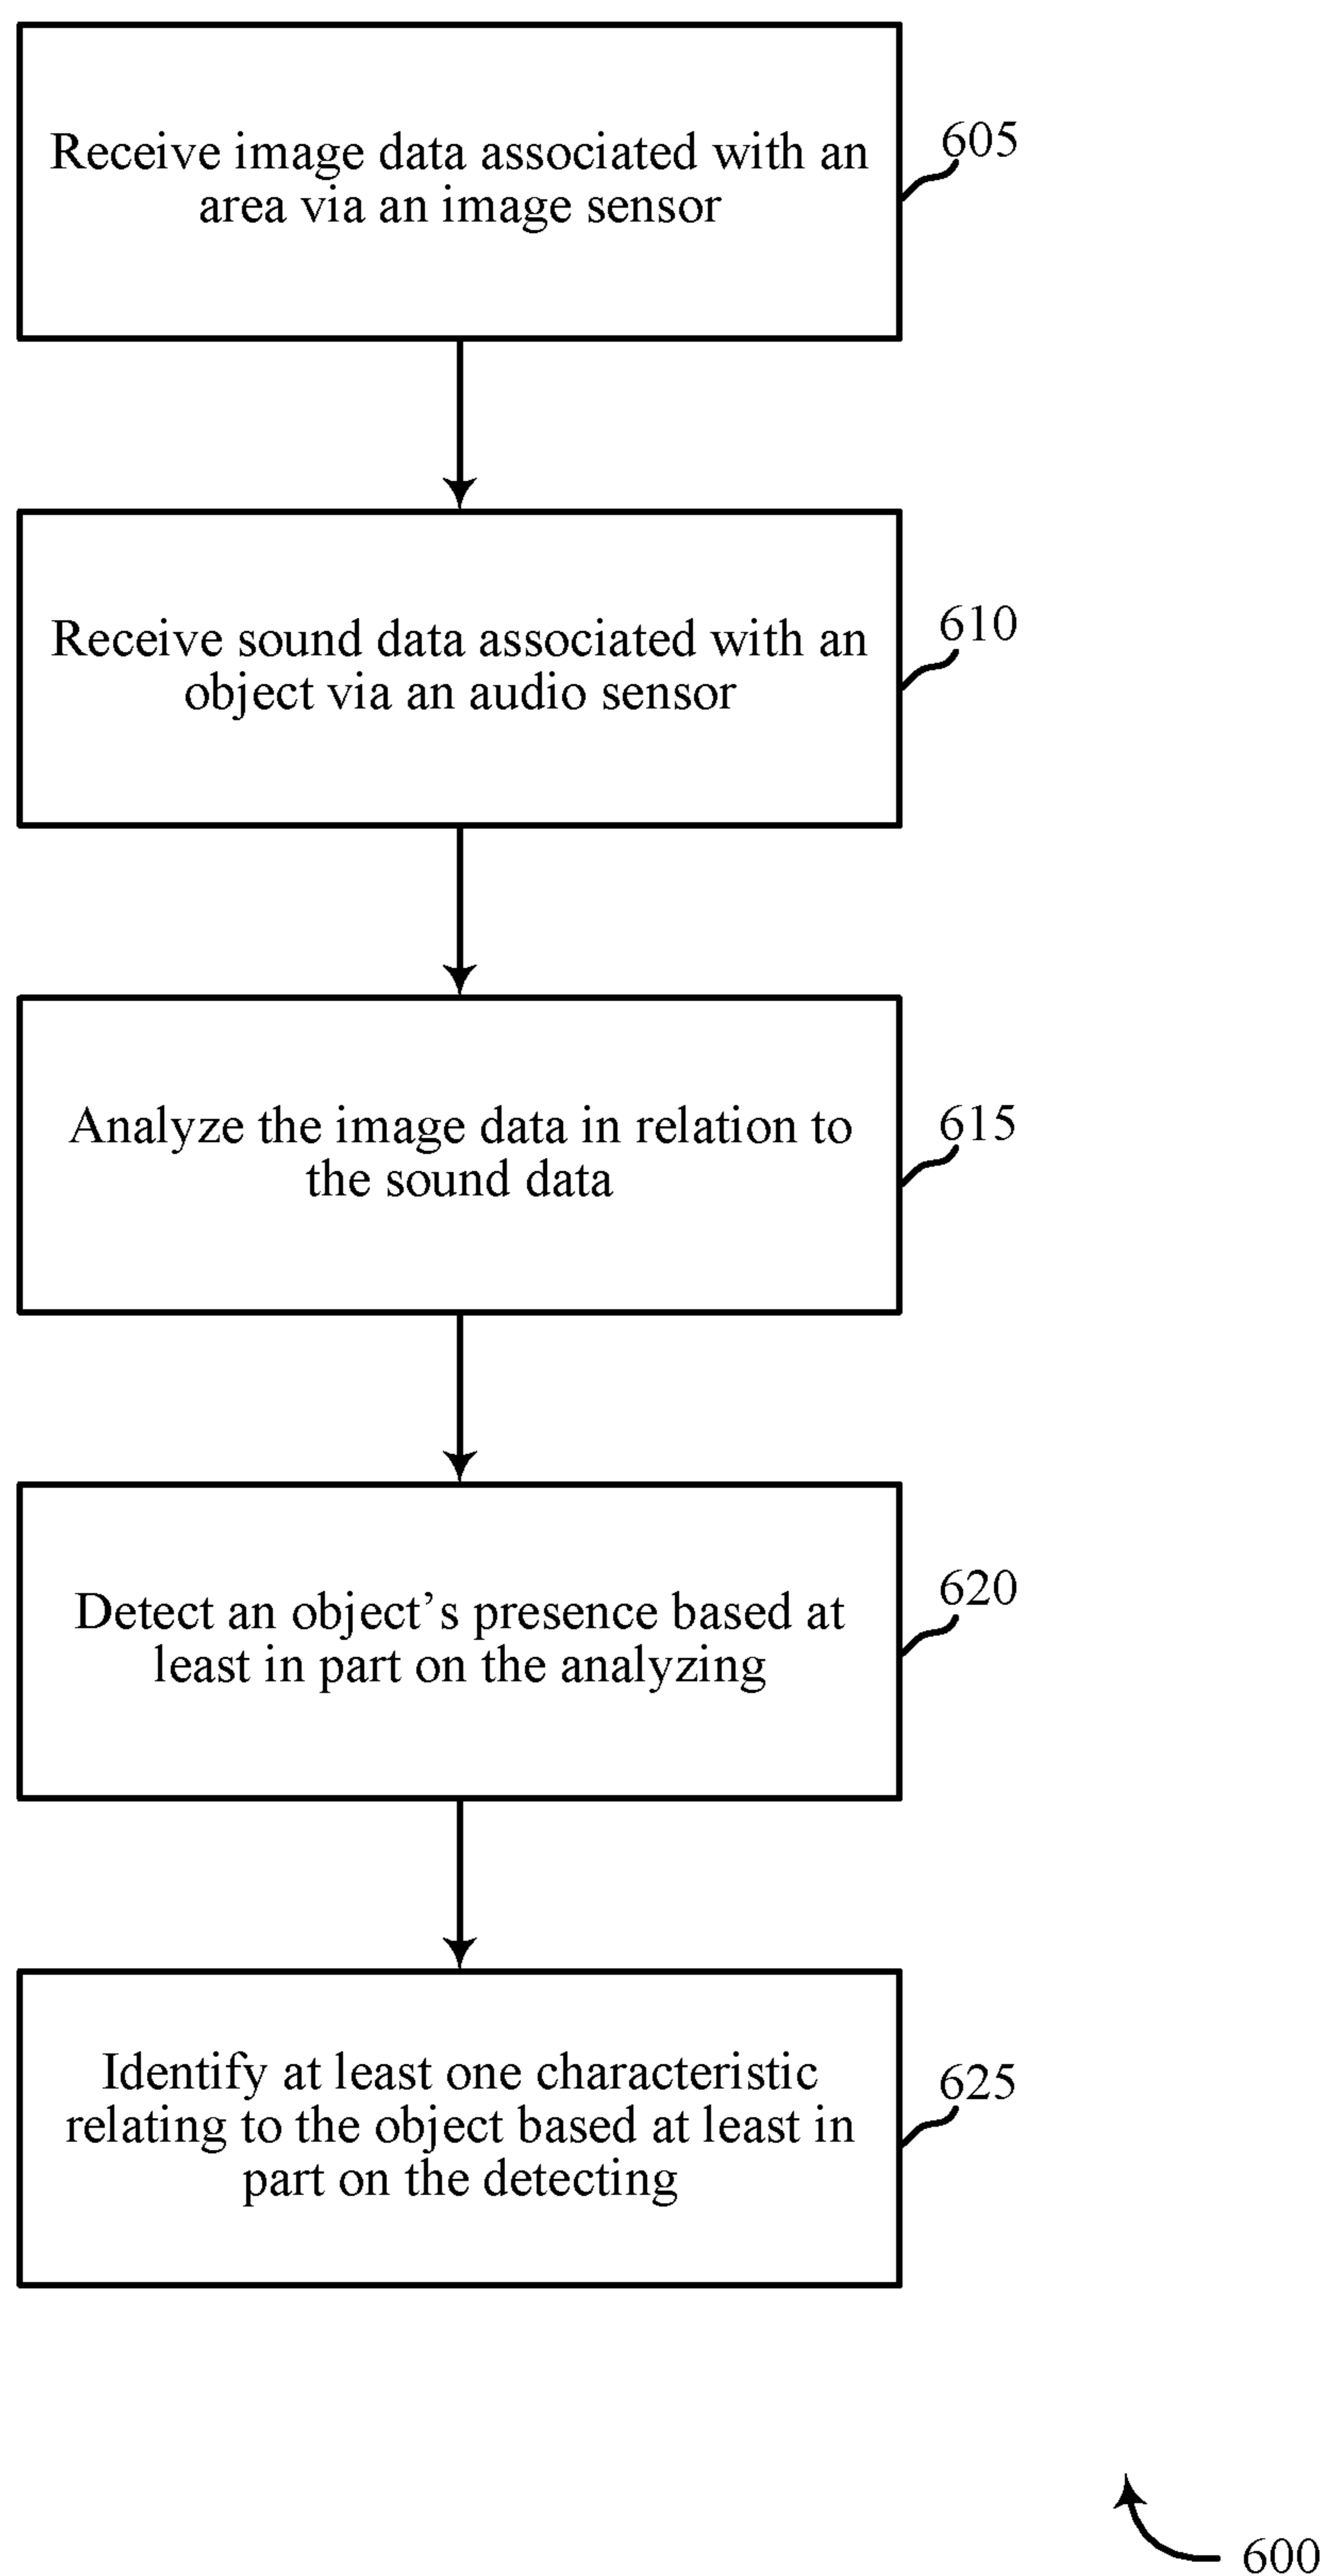 Receive image data associated with an
area via an image sensor
605
Receive sound data associated with an
object via an audio sensor
610
Analyze the image data in relation to
the sound data
615
Detect an object’s presence based at
least in part on the analyzing
620
Identify at least one characteristic
relating to the object based at least in
part on the detecting
625
600